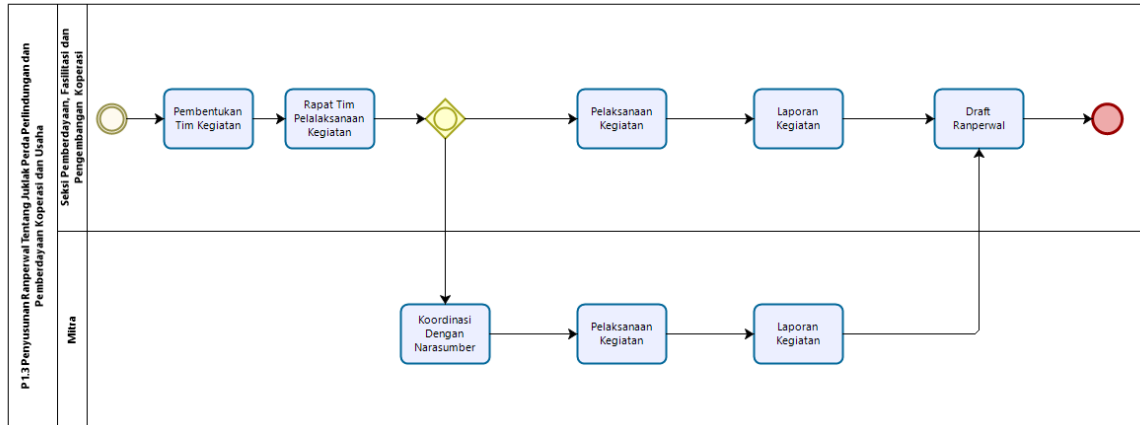 P1.3 Penyusunan Ranperwal Tentang Juklak Perda Perlindungan dan
Pemberdayaan Koperasi dan Usaha
Seksi Pemberdayaan, Fasilitasi dan
Pengembangan Koperasi
Pembentukan
Tim Kegiatan
Rapat Tim
Pelalaksanaan
Kegiatan
Pelaksanaan
Kegiatan
Laporan
Kegiatan
Draft
Ranperwal
Mitra
Koordinasi
Dengan
Narasumber
Pelaksanaan
Kegiatan
Laporan
Kegiatan